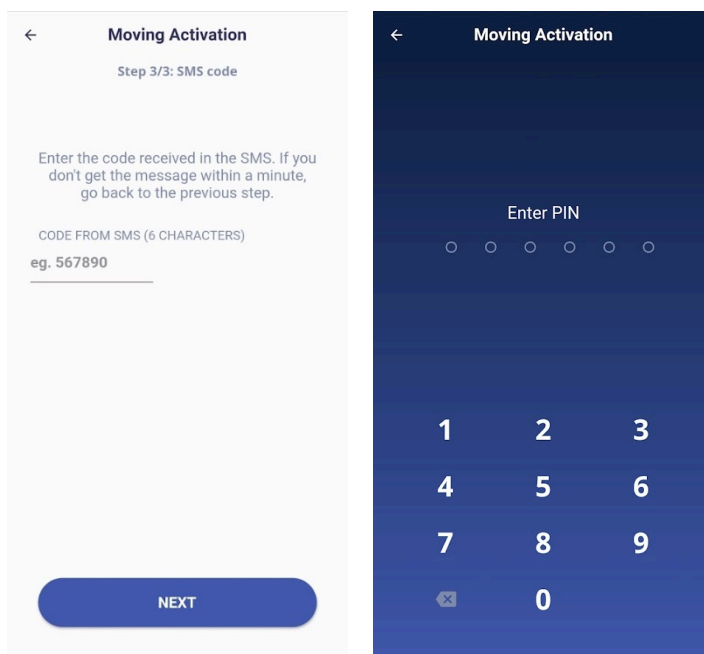 Moving Activation
Step 3/3: SMS code
Enter the code received in the SMS. If you
don't get the message within a minute,
go back to the previous step.
CODE FROM SMS (6 CHARACTERS)
eg. 567890
NEXT
Moving Activation
Enter PIN
1 2 3
4 5 6
7 8 9
0